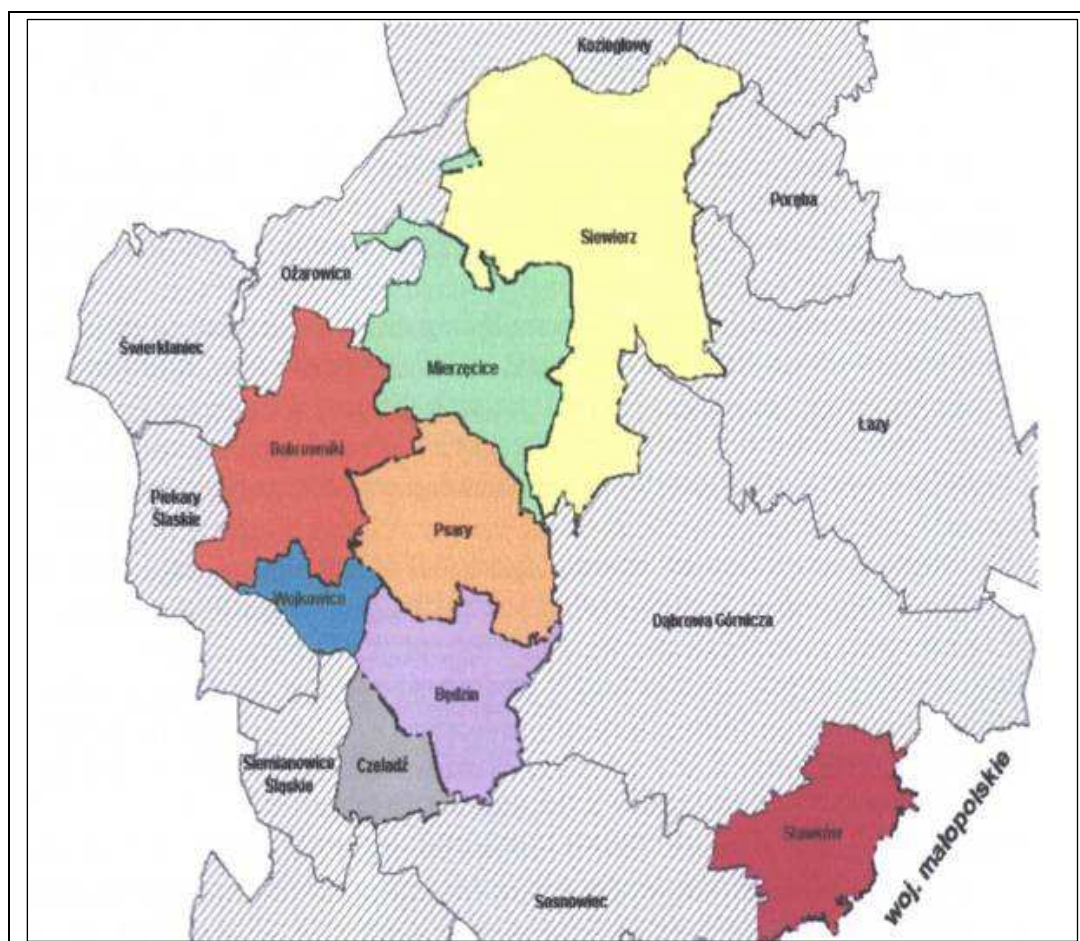 Koziegłowy
Poręba
Siewierz
Ożarowice
Świerklaniec
Mierzęcice
Łazy
Bobrowniki
Piekary
Śląskie
Psary
Wojkowice
Dąbrowa Górnicza
Będzin
Siemianowice
Śląskie
Czeladź
Sławków
woj. małopolskie
Sosnowiec